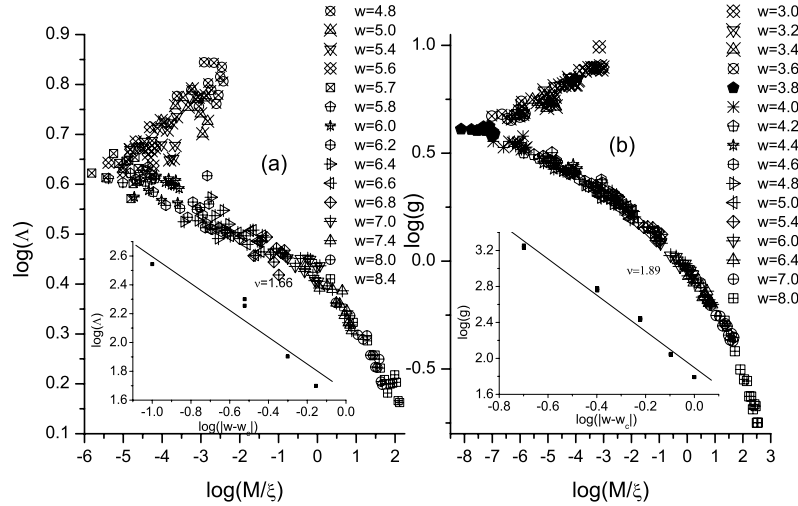 0.9
0.8
0.7
0.6
0.5
0.4
0.3
0.2
0.1
log(Λ)
-6 -5 -4 -3 -2 -1 0 1 2
log(M/ξ)
(a)
w=4.8
w=5.0
w=5.4
w=5.6
w=5.7
w=5.8
w=6.0
w=6.2
w=6.4
w=6.6
w=6.8
w=7.0
w=7.4
w=8.0
w=8.4
2.6
2.4
2.2
2.0
1.8
1.6
log(Λ)
ν=1.66
-1.0 -0.8 -0.6 -0.4 -0.2 0.0
log(|w-wc|)
1.0
0.5
0.0
-0.5
log(g)
-8 -7 -6 -5 -4 -3 -2 -1 0 1 2 3
log(M/ξ)
(b)
w=3.0
w=3.2
w=3.4
w=3.6
w=3.8
w=4.0
w=4.2
w=4.4
w=4.6
w=4.8
w=5.0
w=5.4
w=6.0
w=6.4
w=7.0
w=8.0
3.2
2.8
2.4
2.0
1.6
log(g)
ν=1.89
-0.8 -0.6 -0.4 -0.2 0.0
log(|w-wc|)